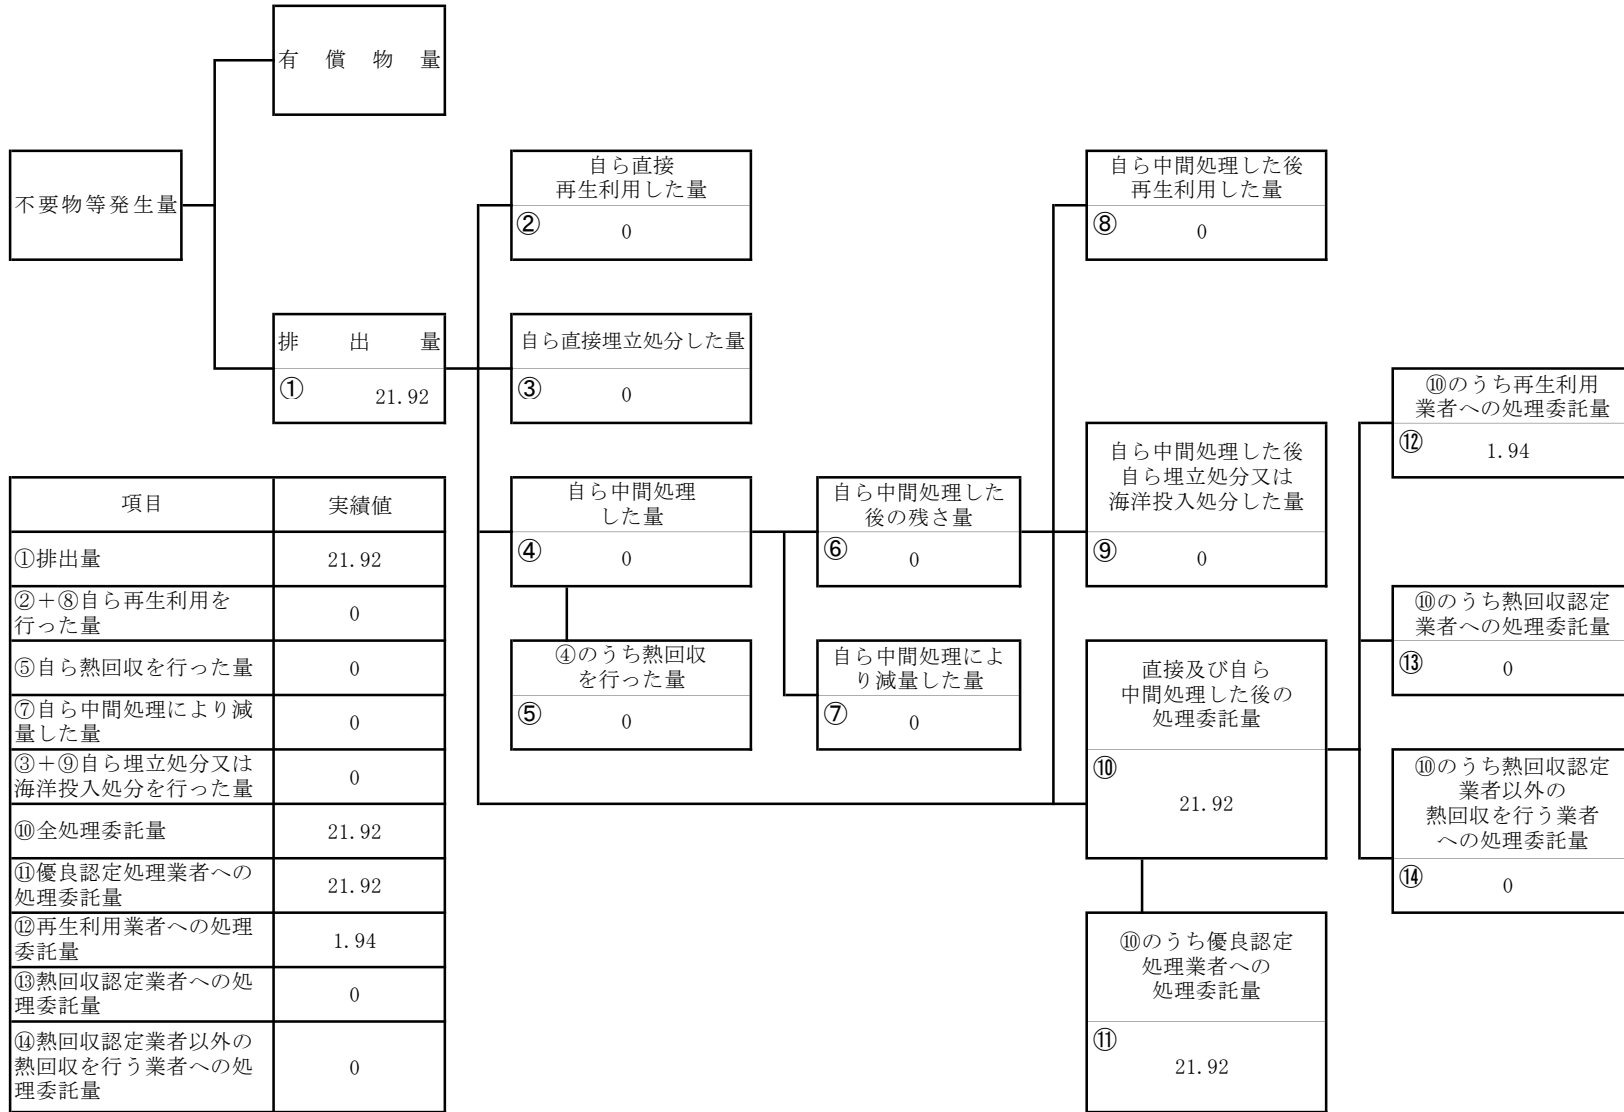 有償物量
不要物等発生量
排出量
①
21.92
自ら直接
再生利用した量
②
0
自ら直接埋立処分した量
③
0
自ら中間処理
した量
④
0
④のうち熱回収
を行った量
⑤
0
自ら中間処理した
後の残さ量
⑥
0
自ら中間処理によ
り減量した量
⑦
0
自ら中間処理した後
再生利用した量
⑧
0
自ら中間処理した後
自ら埋立処分又は
海洋投入処分した量
⑨
0
直接及び自ら
中間処理した後の
処理委託量
⑩
21.92
⑩のうち優良認定
処理業者への
処理委託量
⑪
21.92
⑩のうち再生利用
業者への処理委託量
⑫
1.94
⑩のうち熱回収認定
業者への処理委託量
⑬
0
⑩のうち熱回収認定
業者以外の
熱回収を行う業者
への処理委託量
⑭
0
項目 実績値
①排出量 21.92
②＋⑧自ら再生利用を
行った量 0
⑤自ら熱回収を行った量 0
⑦自ら中間処理により減
量した量 0
③＋⑨自ら埋立処分又は
海洋投入処分を行った量 0
⑩全処理委託量 21.92
⑪優良認定処理業者への
処理委託量 21.92
⑫再生利用業者への処理
委託量 1.94
⑬熱回収認定業者への処
理委託量 0
⑭熱回収認定業者以外の
熱回収を行う業者への処
理委託量 0